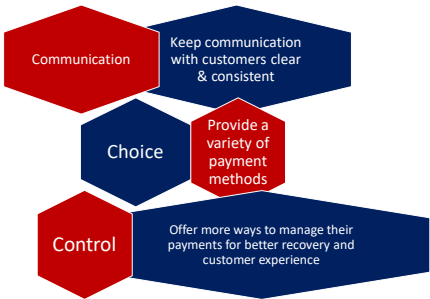 Communication
Keep communication
with customers clear
& consistent
Choice
Provide a
variety of
payment
methods
Control
Offer more ways to manage their
payments for better recovery and
customer experience